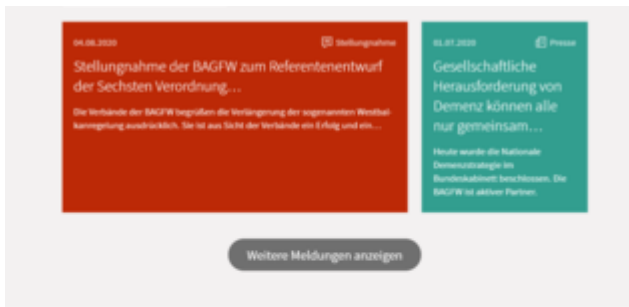 04.08.2020 Stellungnahme
Stellungnahme der BAGFW zum Referentenentwurf
der Sechsten Verordnung…
Die Verbände der BAGFW begrüßen die Verlängerung der sogenannten Westbal-
kanregelung ausdrücklich. Sie ist aus Sicht der Verbände ein Erfolg und ein…
01.07.2020 Presse
Gesellschaftliche
Herausforderung von
Demenz können alle
nur gemeinsam…
Heute wurde die Nationale
Demenzstrategie im
Bundeskabinett beschlossen. Die
BAGFW ist aktiver Partner.
Weitere Meldungen anzeigen